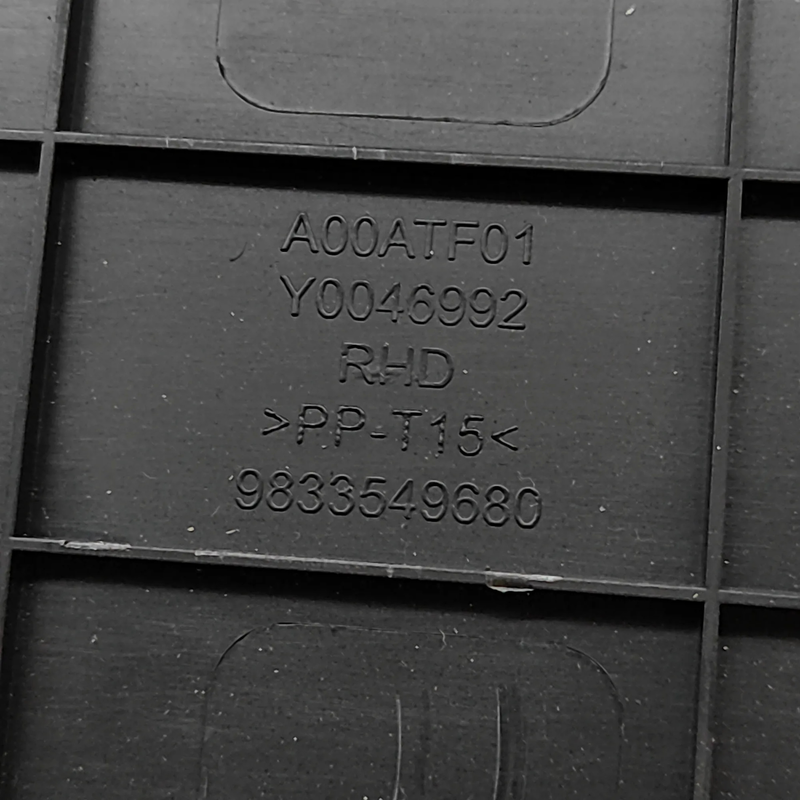 A00ATF01
Y0046992
RHD
>PP-T15<
9833549680